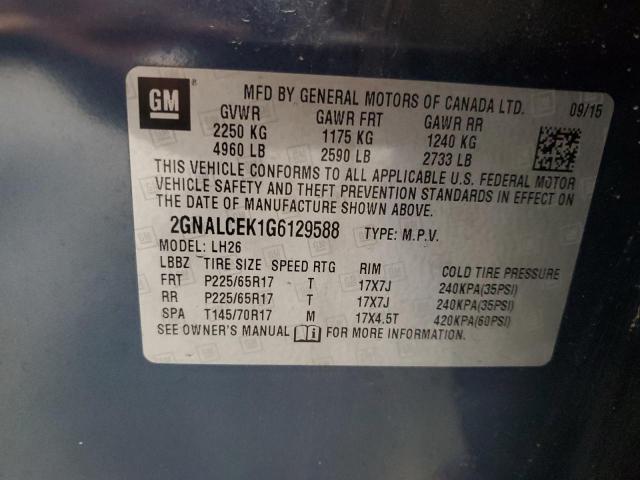 GM ® MFD BY GENERAL MOTORS OF CANADA LTD. 09/15
GVWR GAWR FRT GAWR RR
2250 KG 1175 KG 1240 KG
4960 LB 2590 LB 2733 LB
THIS VEHICLE CONFORMS TO ALL APPLICABLE U.S. FEDERAL MOTOR
VEHICLE SAFETY AND THEFT PREVENTION STANDARDS IN EFFECT ON
THE DATE OF MANUFACTURE SHOWN ABOVE.
2GNALCEK1G6129588 TYPE: M.P.V.
MODEL: LH26
LBBZ TIRE SIZE SPEED RTG RIM COLD TIRE PRESSURE
FRT P225/65R17 T 17X7J 240KPA(35PSI)
RR P225/65R17 T 17X7J 240KPA(35PSI)
SPA T145/70R17 M 17X4.5T 420KPA(60PSI)
SEE OWNER'S MANUAL FOR MORE INFORMATION.